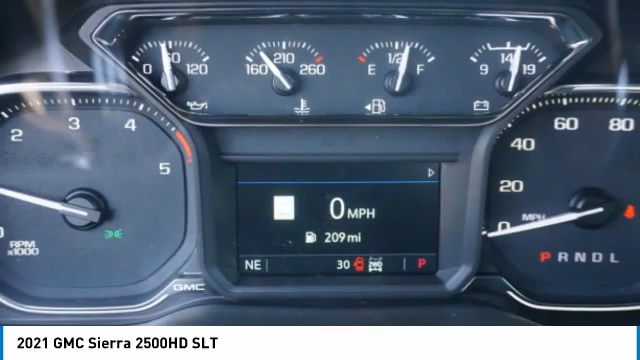 0 60 120
160 210 260
E 1/2 F
9 14 19
2 3 4 5
RPM
x1000
GMC
0 MPH
209 mi
NE 30 2WD P
0 20 40 60 80
MPH
P R N D L
2021 GMC Sierra 2500HD SLT